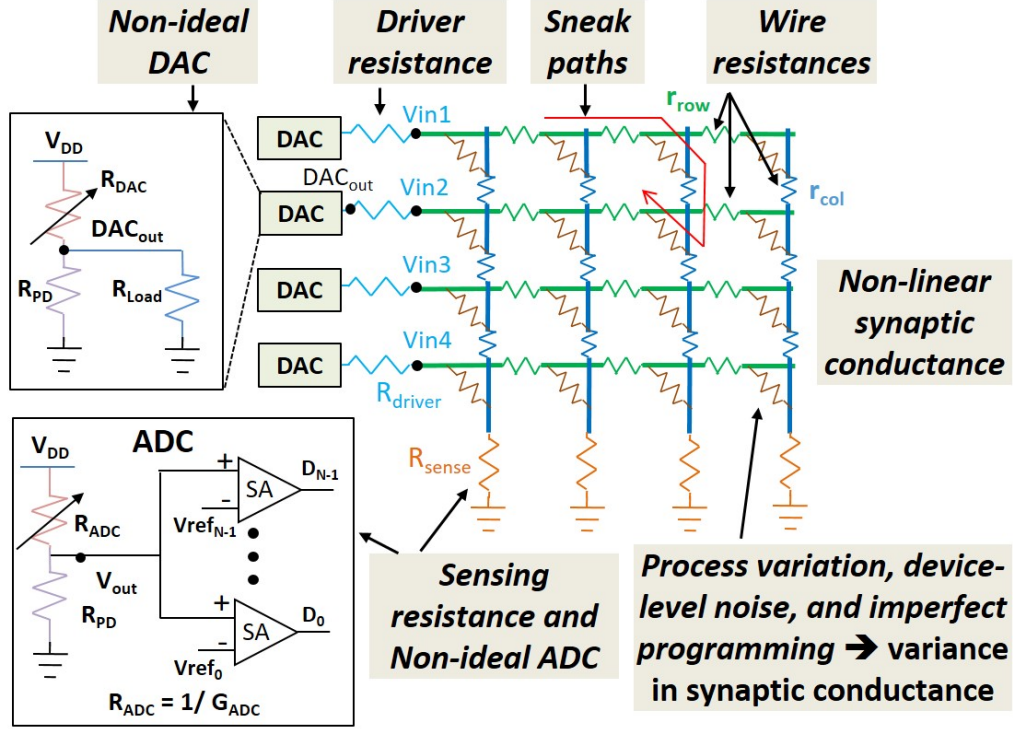 Non-ideal
DAC
Driver
resistance
Sneak
paths
Wire
resistances
V_DD
R_DAC
DAC_out
R_PD
R_Load
DAC
DAC
DAC
DAC
DAC_out
Vin1
Vin2
Vin3
Vin4
R_driver
r_row
r_col
Non-linear
synaptic
conductance
R_sense
ADC
V_DD
R_ADC
V_out
R_PD
+
-
SA
D_N-1
Vref_N-1
+
-
SA
D_0
Vref_0
R_ADC = 1/ G_ADC
Sensing
resistance and
Non-ideal ADC
Process variation, device-
level noise, and imperfect
programming ➔ variance
in synaptic conductance